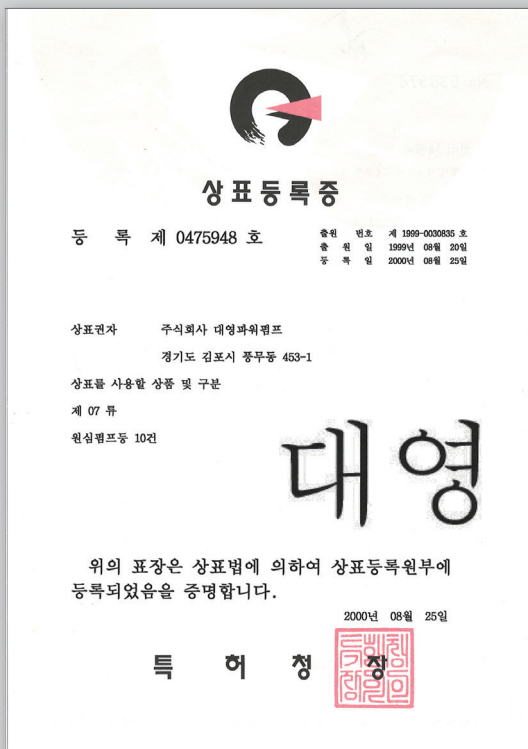 상표등록증
등 록 제 0475948 호
출원 번호 제 1999-0030835 호
출 원 일 1999년 08월 20일
등 록 일 2000년 08월 25일
상표권자 주식회사 대영파워펌프
경기도 김포시 풍무동 453-1
상표를 사용할 상품 및 구분
제 07 류
원심펌프등 10건
대영
위의 표장은 상표법에 의하여 상표등록원부에
등록되었음을 증명합니다.
2000년 08월 25일
특 허 청 장